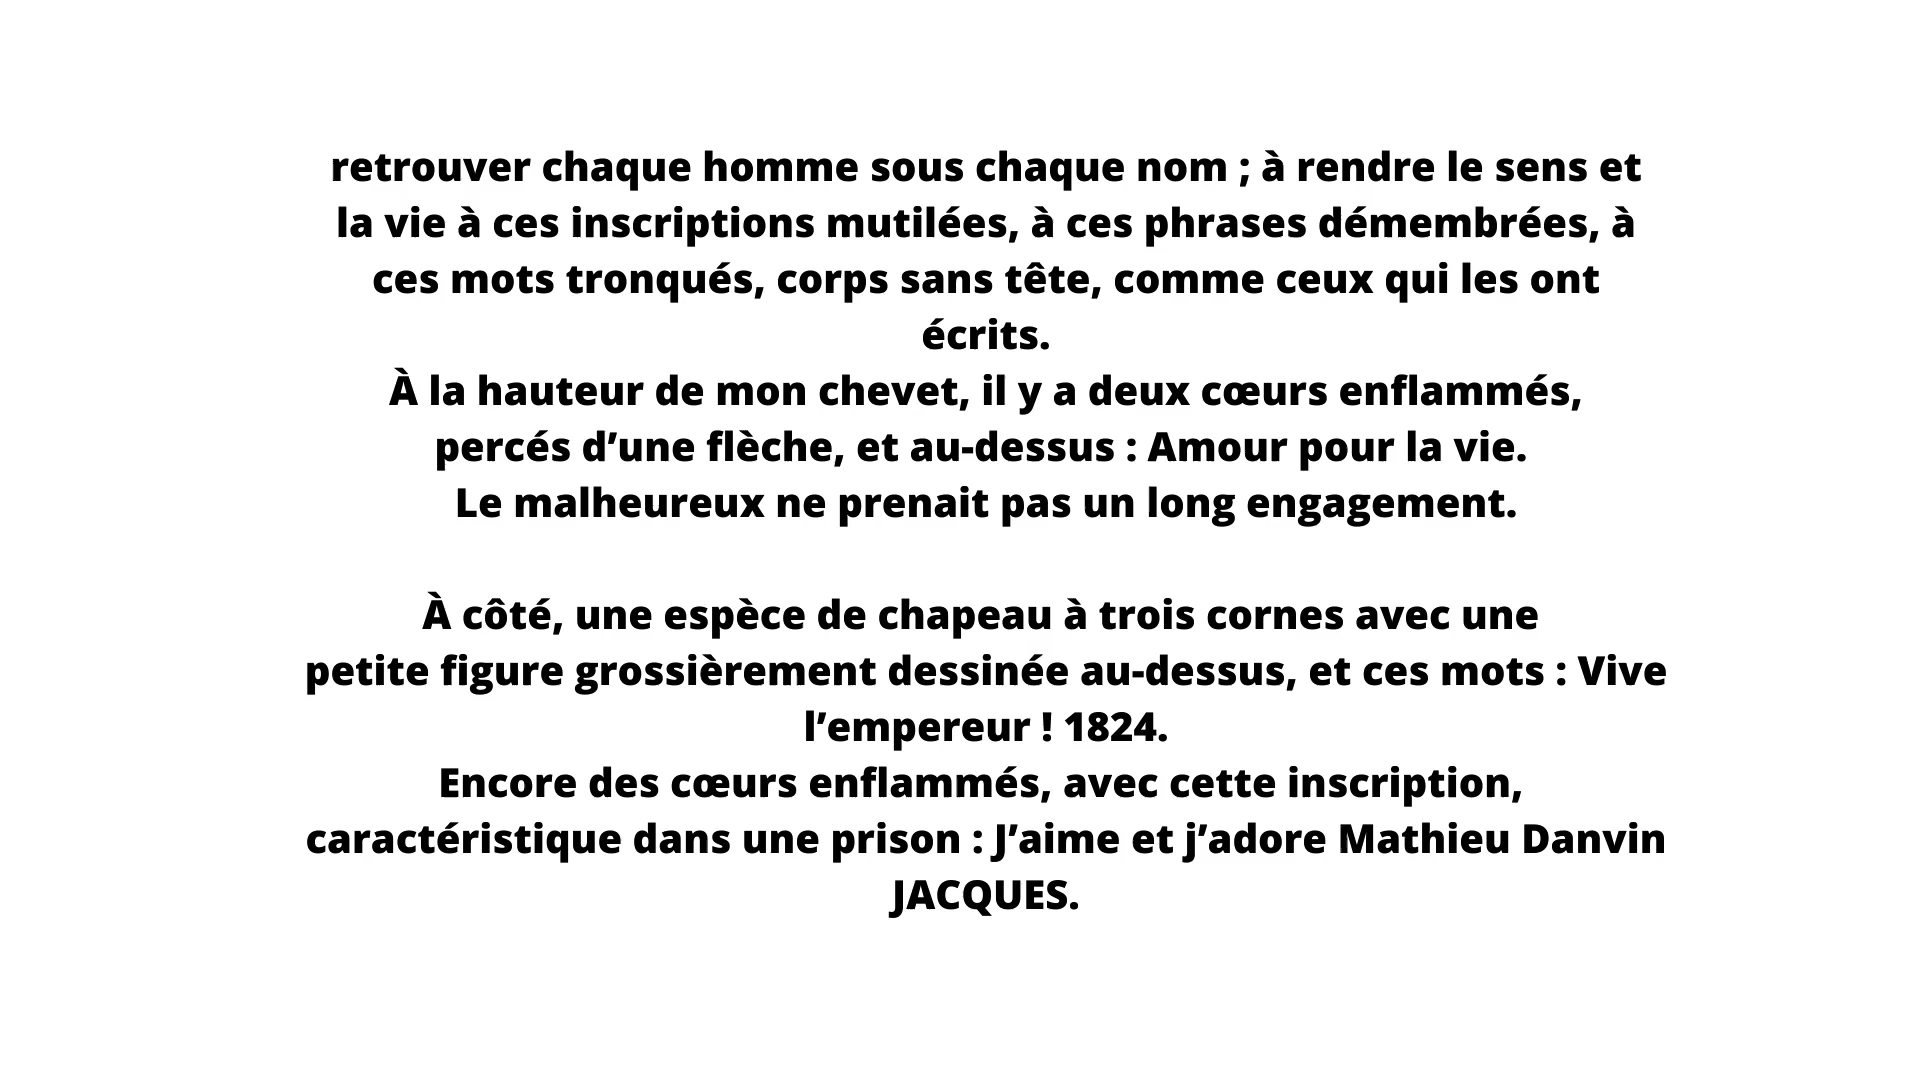 retrouver chaque homme sous chaque nom ; à rendre le sens et
la vie à ces inscriptions mutilées, à ces phrases démembrées, à
ces mots tronqués, corps sans tête, comme ceux qui les ont
écrits.
À la hauteur de mon chevet, il y a deux cœurs enflammés,
percés d’une flèche, et au-dessus : Amour pour la vie.
Le malheureux ne prenait pas un long engagement.
À côté, une espèce de chapeau à trois cornes avec une
petite figure grossièrement dessinée au-dessus, et ces mots : Vive
l’empereur ! 1824.
Encore des cœurs enflammés, avec cette inscription,
caractéristique dans une prison : J’aime et j’adore Mathieu Danvin
JACQUES.